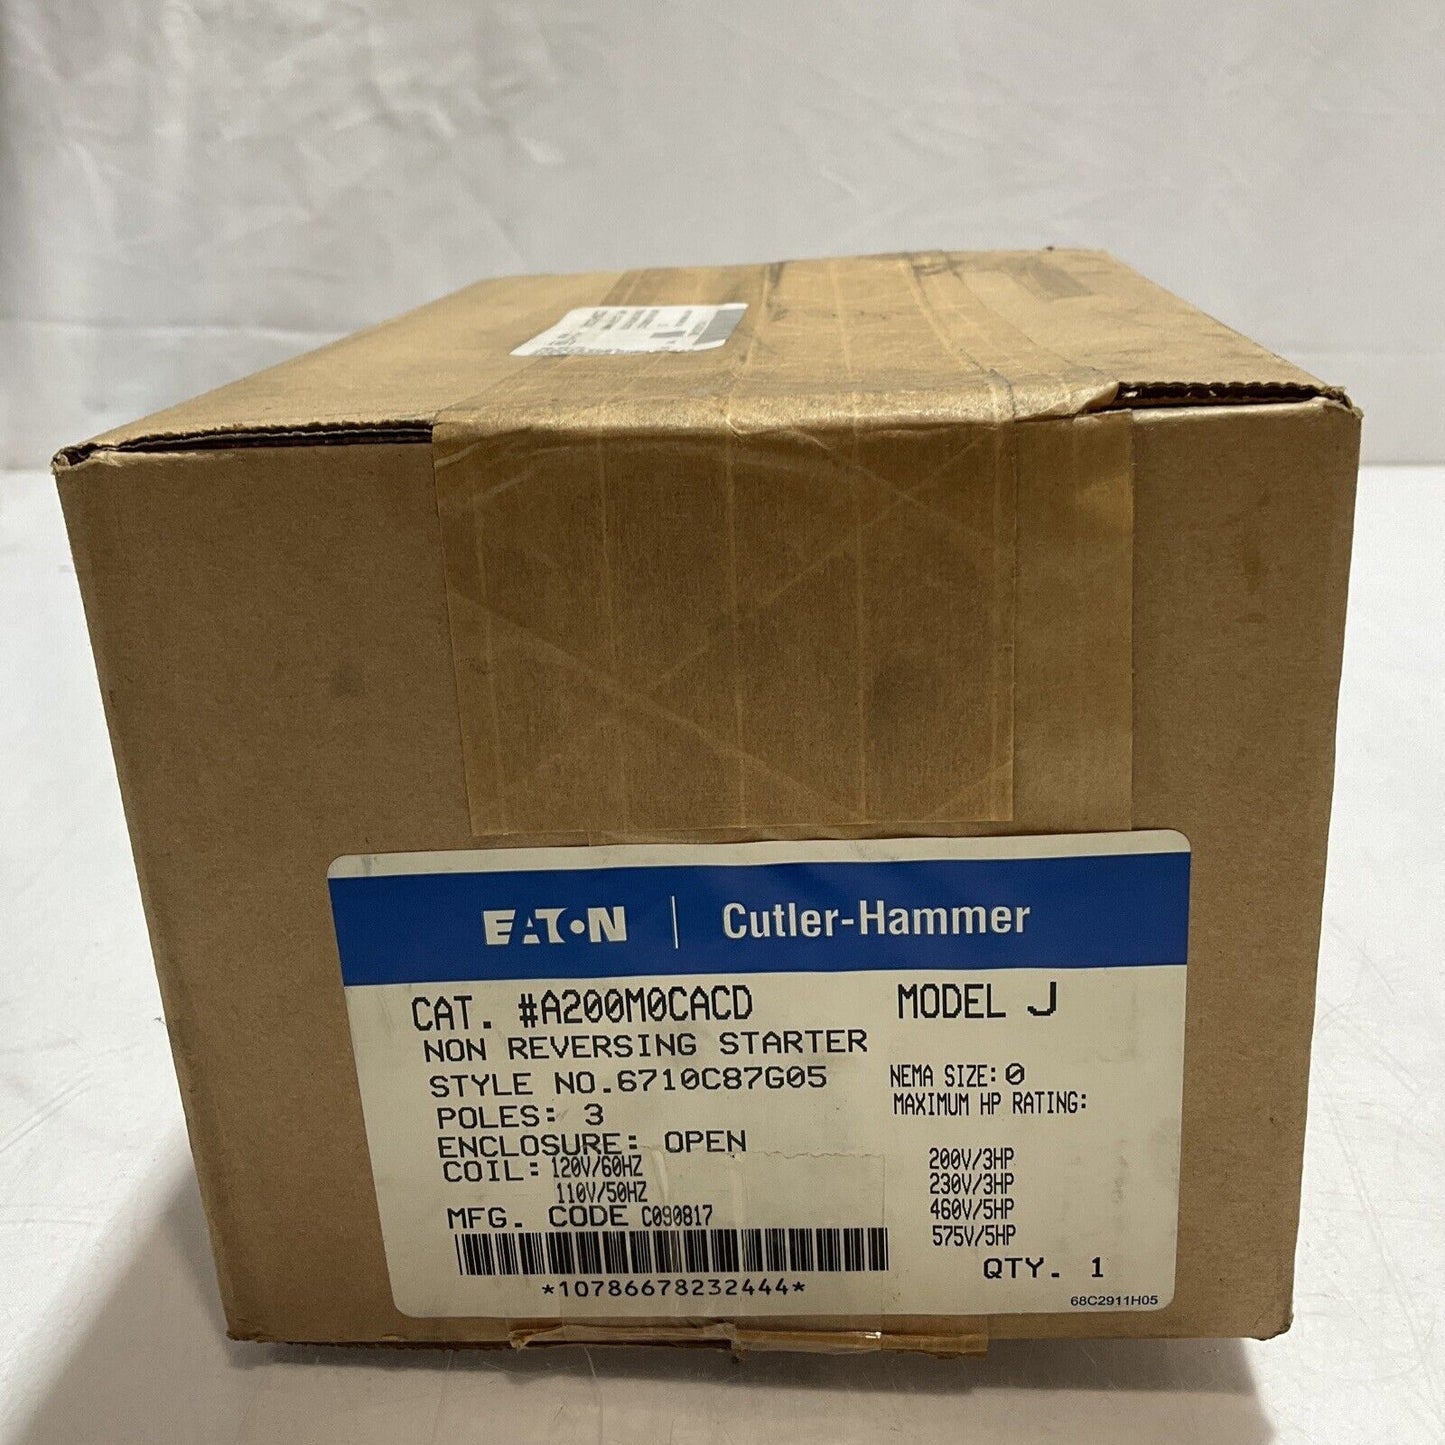 EATON | Cutler-Hammer
CAT. #A200M0CACD MODEL J
NON REVERSING STARTER
STYLE NO.6710C87G05 NEMA SIZE: 0
POLES: 3 MAXIMUM HP RATING:
ENCLOSURE: OPEN
COIL: 120V/60HZ 200V/3HP
110V/50HZ 230V/3HP
MFG. CODE C090817 460V/5HP
575V/5HP
*10786678232444* QTY. 1
68C2911H05